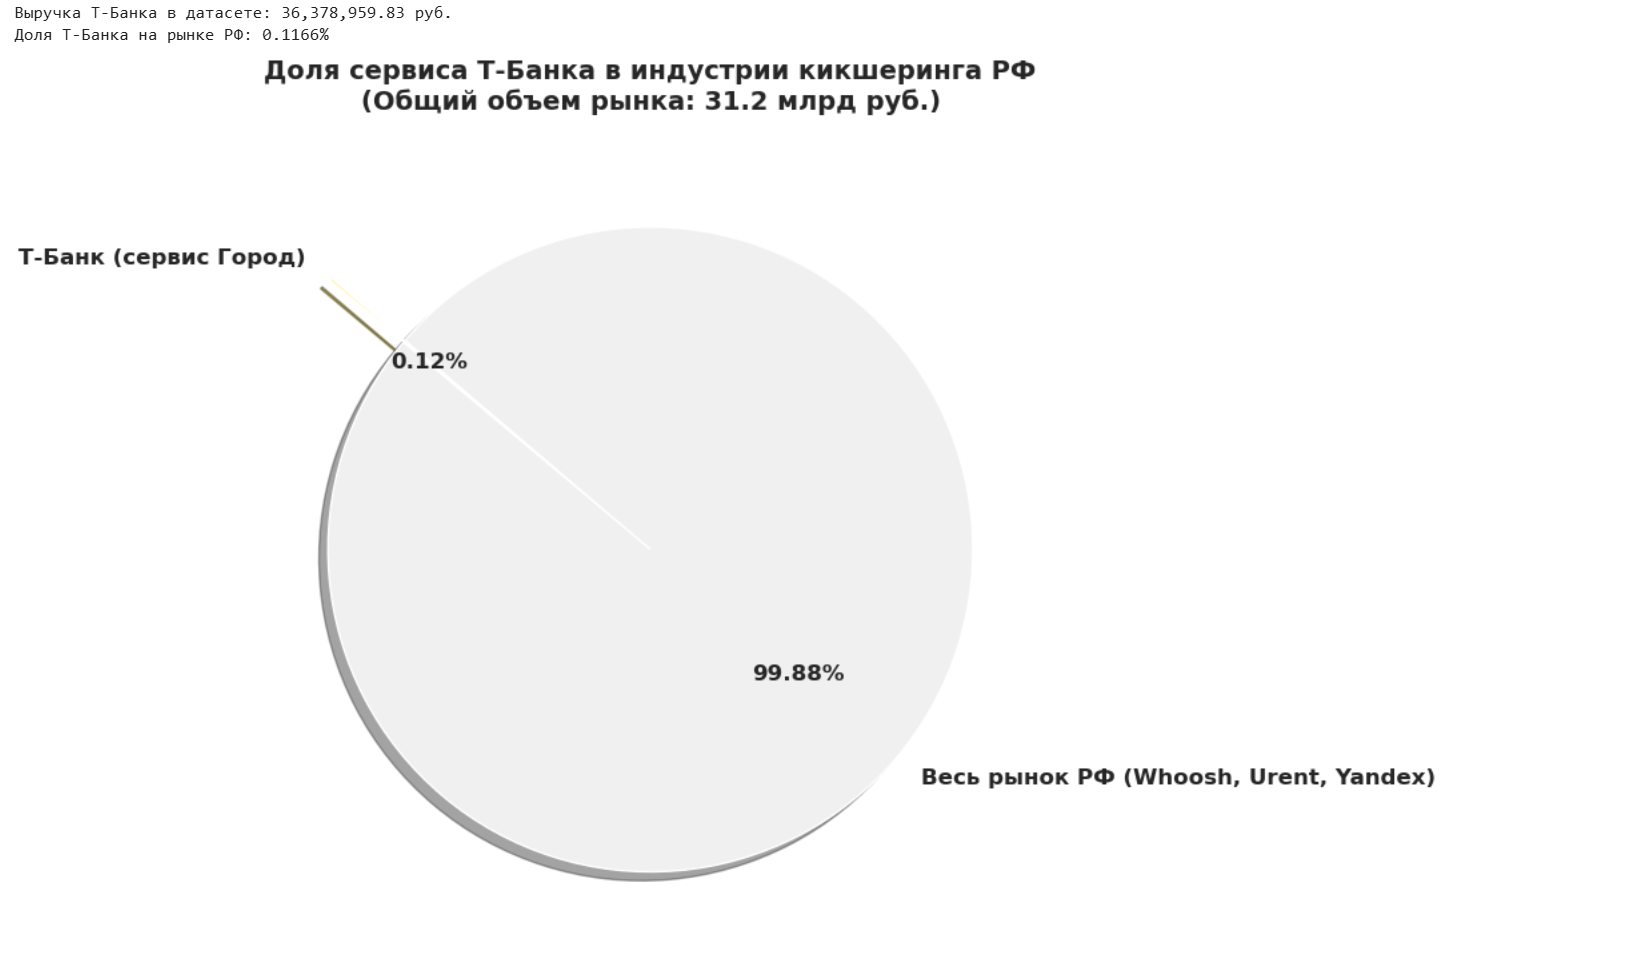 Выручка Т-Банка в датасете: 36,378,959.83 руб.
Доля Т-Банка на рынке РФ: 0.1166%
Доля сервиса Т-Банка в индустрии кикшеринга РФ
(Общий объем рынка: 31.2 млрд руб.)
Т-Банк (сервис Город)
0.12%
99.88%
Весь рынок РФ (Whoosh, Urent, Yandex)